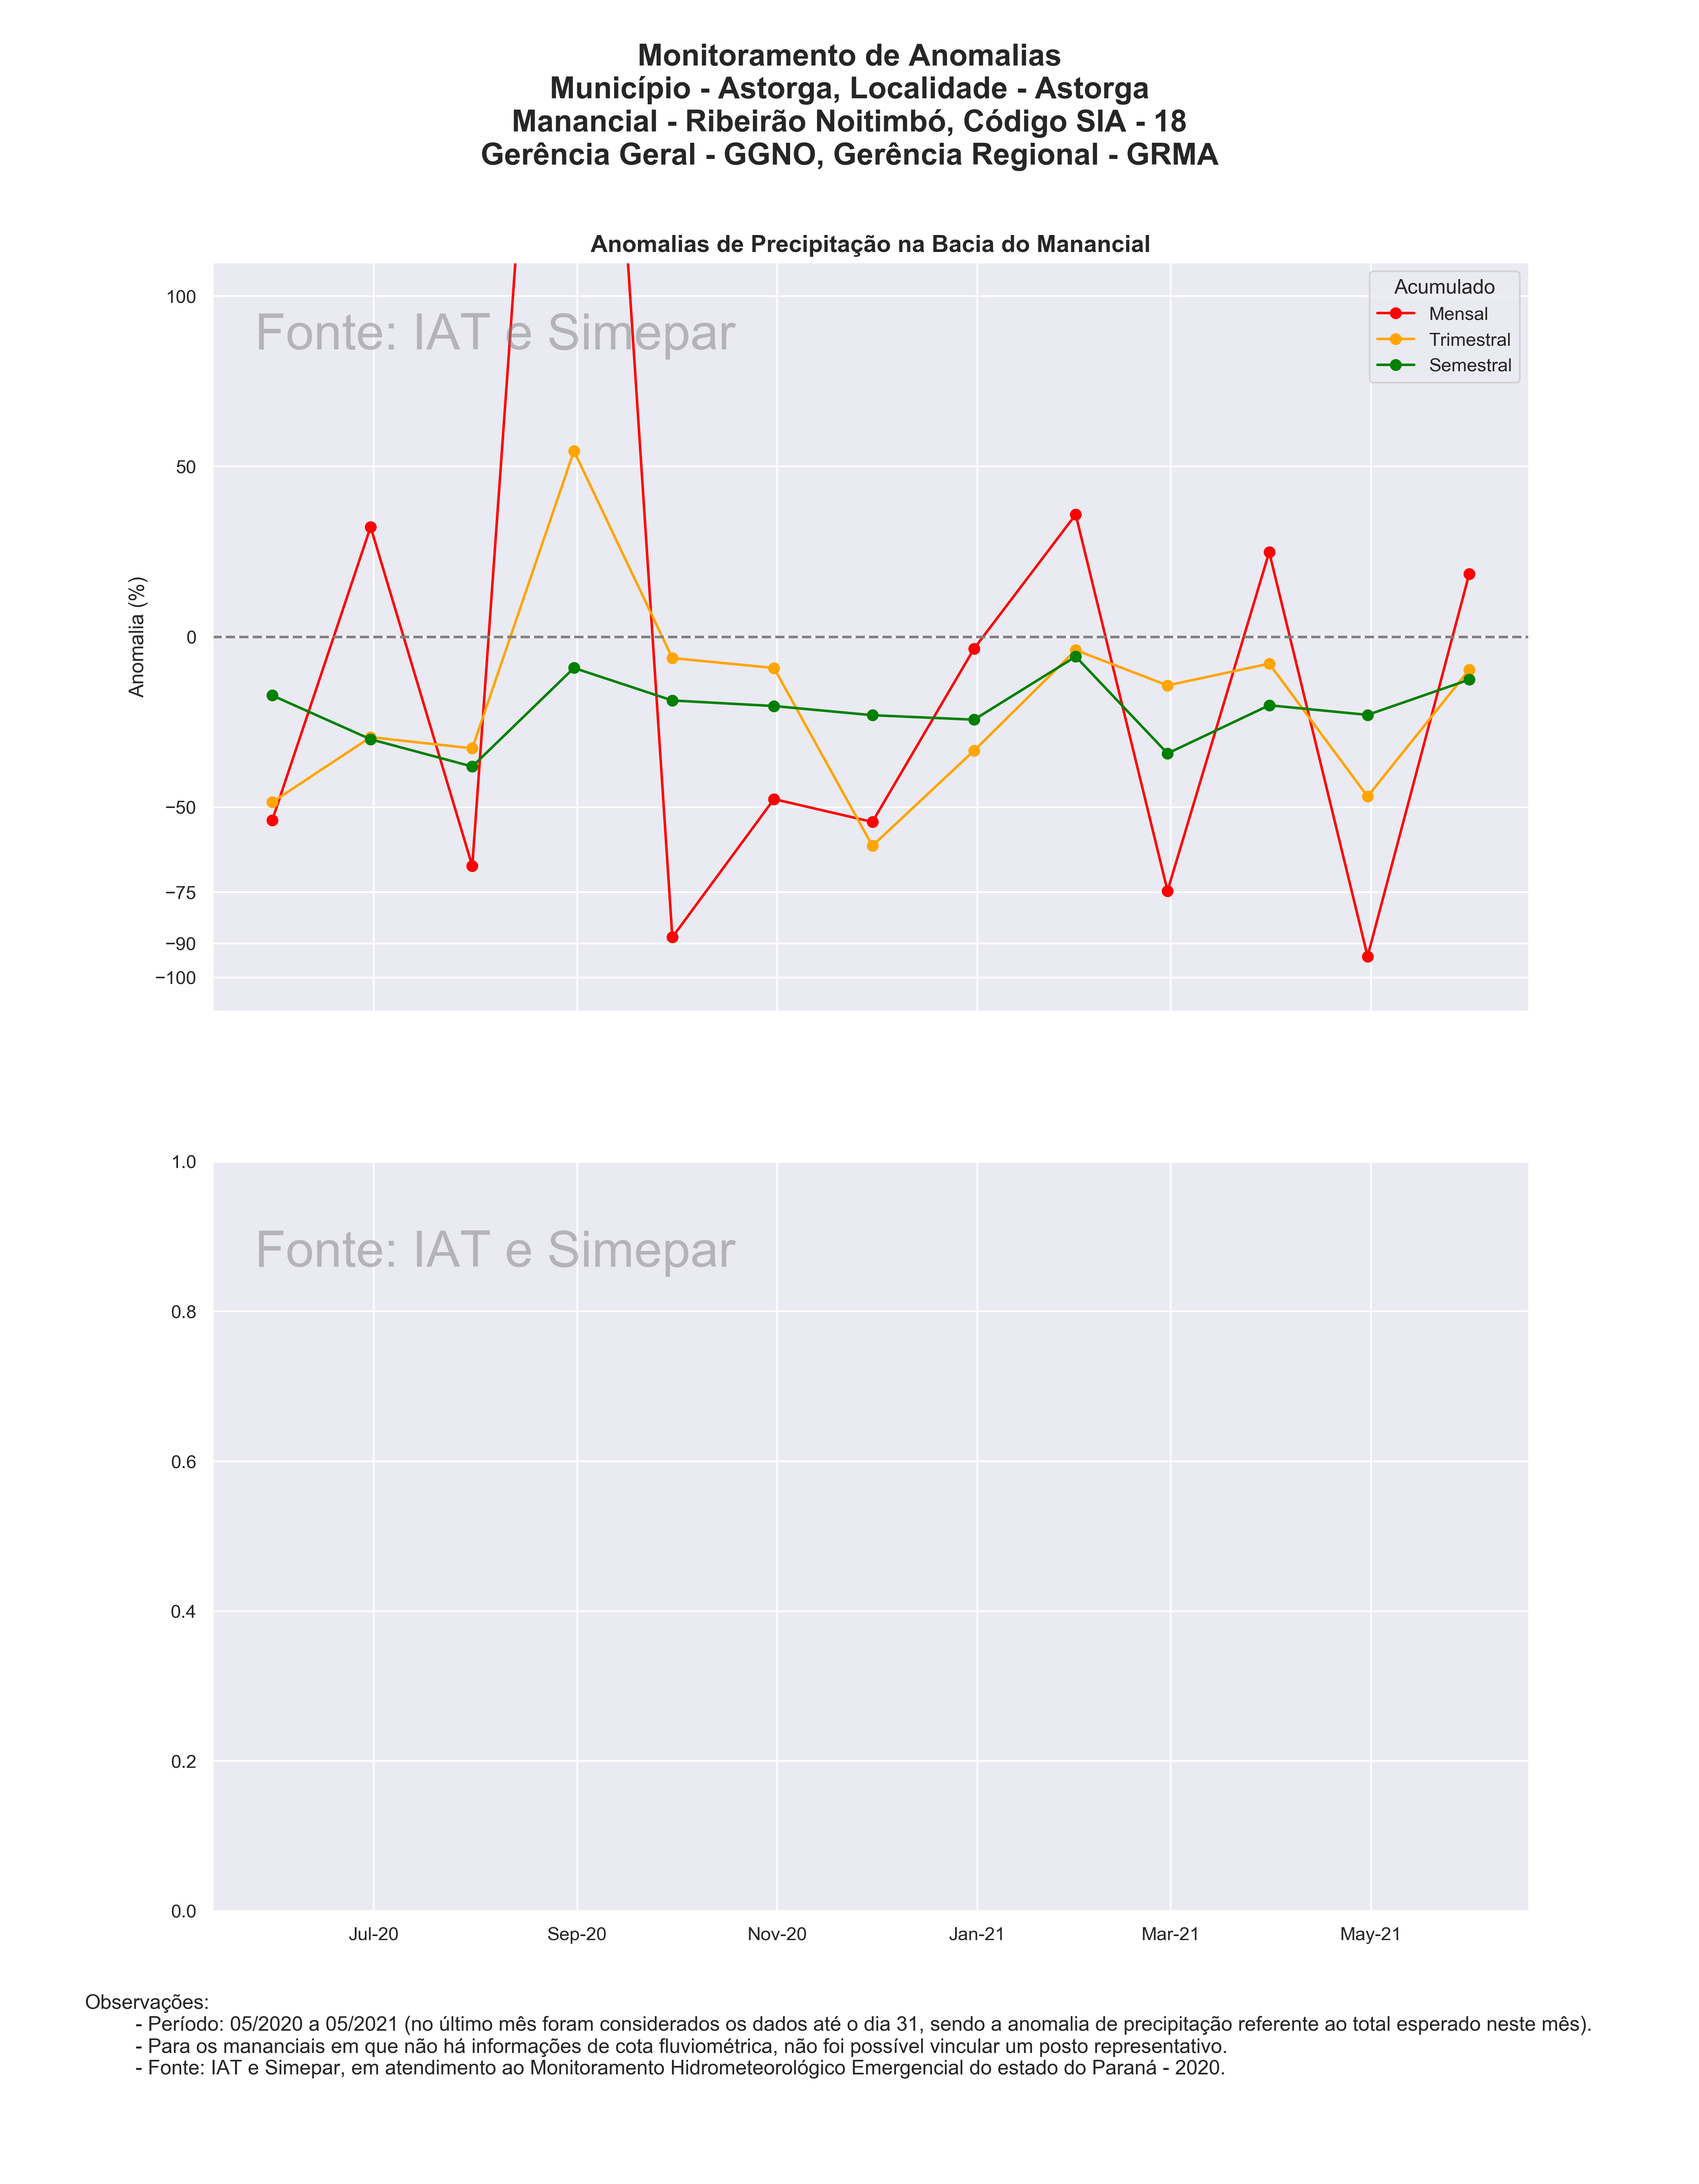 Monitoramento de Anomalias
Município - Astorga, Localidade - Astorga
Manancial - Ribeirão Noitimbó, Código SIA - 18
Gerência Geral - GGNO, Gerência Regional - GRMA
Anomalias de Precipitação na Bacia do Manancial
Fonte: IAT e Simepar
Acumulado
Mensal
Trimestral
Semestral
Anomalia (%)
100
50
0
−50
−75
−90
−100
Fonte: IAT e Simepar
1.0
0.8
0.6
0.4
0.2
0.0
Jul-20 Sep-20 Nov-20 Jan-21 Mar-21 May-21
Observações:
- Período: 05/2020 a 05/2021 (no último mês foram considerados os dados até o dia 31, sendo a anomalia de precipitação referente ao total esperado neste mês).
- Para os mananciais em que não há informações de cota fluviométrica, não foi possível vincular um posto representativo.
- Fonte: IAT e Simepar, em atendimento ao Monitoramento Hidrometeorológico Emergencial do estado do Paraná - 2020.